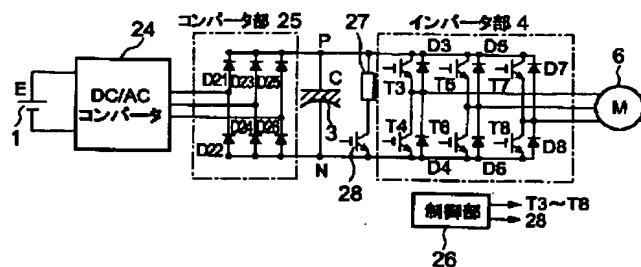 コンバータ部 25
24
27
インバータ部 4
P
D3
D5
6
D21
D23
D25
C
T3
T5
T7
D7
E
DC/AC
コンバータ
M
1
3
D24
D26
T4
T6
T8
D22
N
28
D4
D6
D8
制御部
T3～T8
28
26